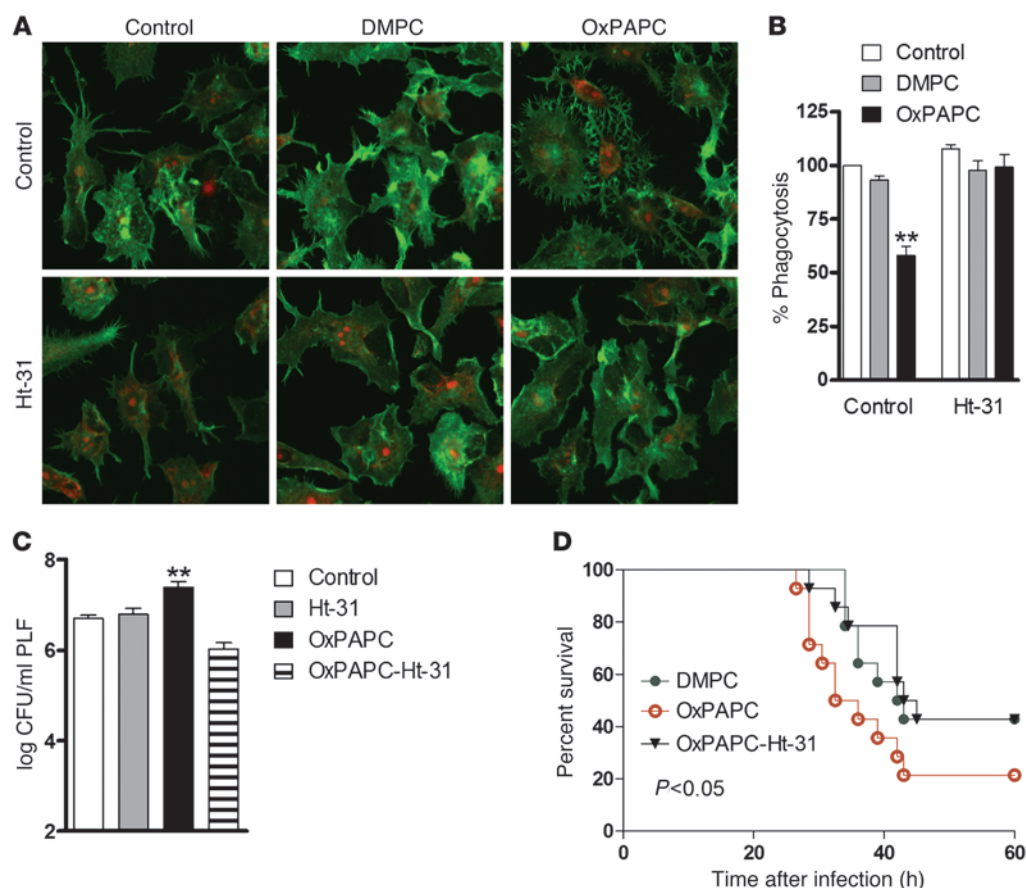 A
Control
DMPC
OxPAPC
Control
Ht-31
B
Control
DMPC
OxPAPC
% Phagocytosis
125
100
75
50
25
0
**
Control
Ht-31
C
log CFU/ml PLF
8
6
4
2
**
Control
Ht-31
OxPAPC
OxPAPC-Ht-31
D
Percent survival
100
80
60
40
20
0
DMPC
OxPAPC
OxPAPC-Ht-31
P<0.05
0
20
40
60
Time after infection (h)